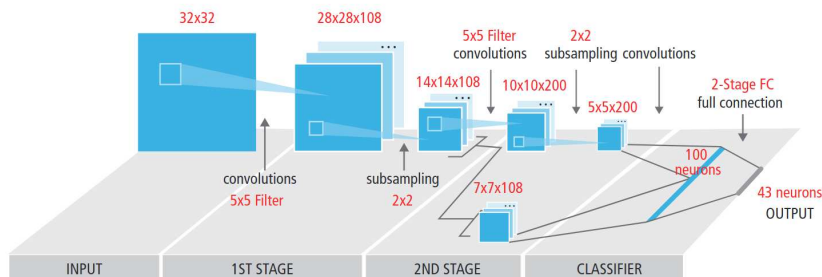 32x32
28x28x108
5x5 Filter
convolutions
2x2
subsampling
convolutions
14x14x108
10x10x200
5x5x200
2-Stage FC
full connection
convolutions
5x5 Filter
subsampling
2x2
7x7x108
100
neurons
43 neurons
OUTPUT
INPUT
1ST STAGE
2ND STAGE
CLASSIFIER